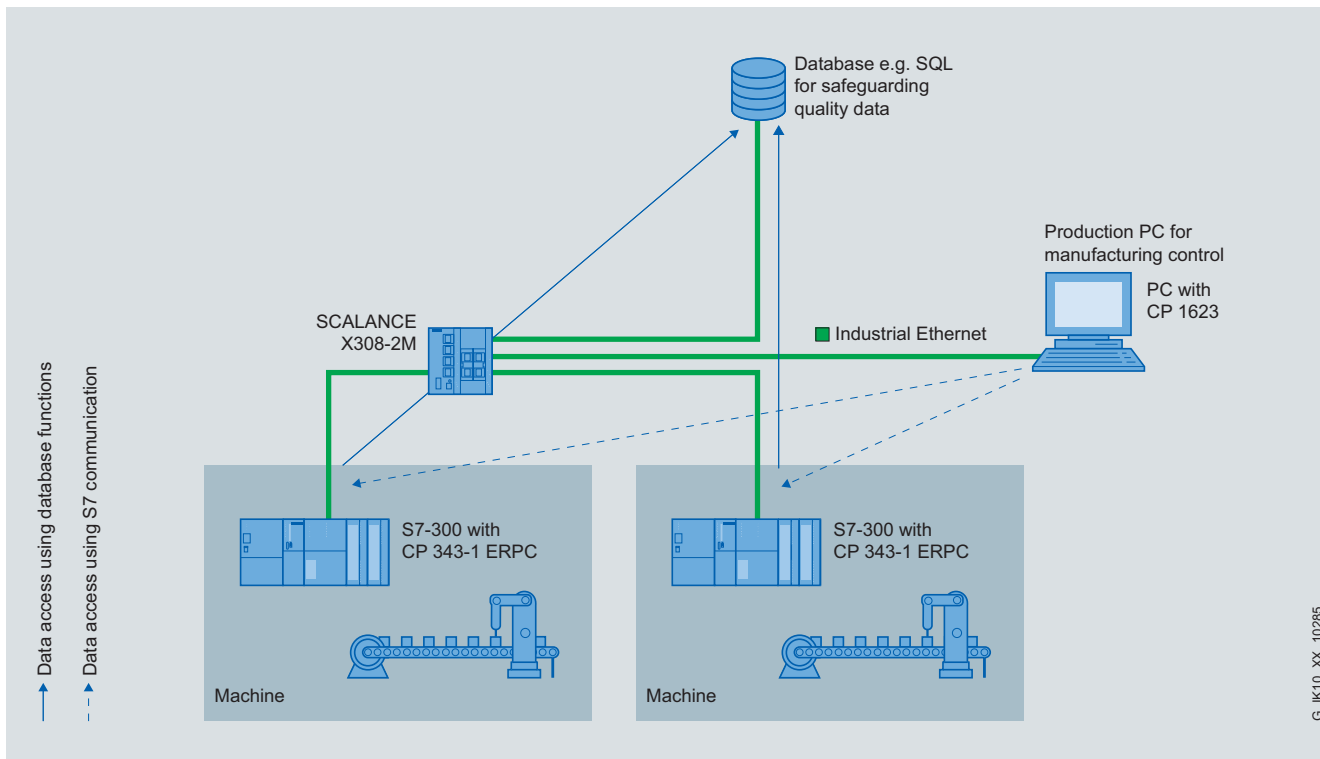 Database e.g. SQL
for safeguarding
quality data
Production PC for
manufacturing control
PC with
CP 1623
SCALANCE
X308-2M
Industrial Ethernet
Data access using database functions
Data access using S7 communication
S7-300 with
CP 343-1 ERPC
S7-300 with
CP 343-1 ERPC
Machine
Machine
G_IK10_XX_10285